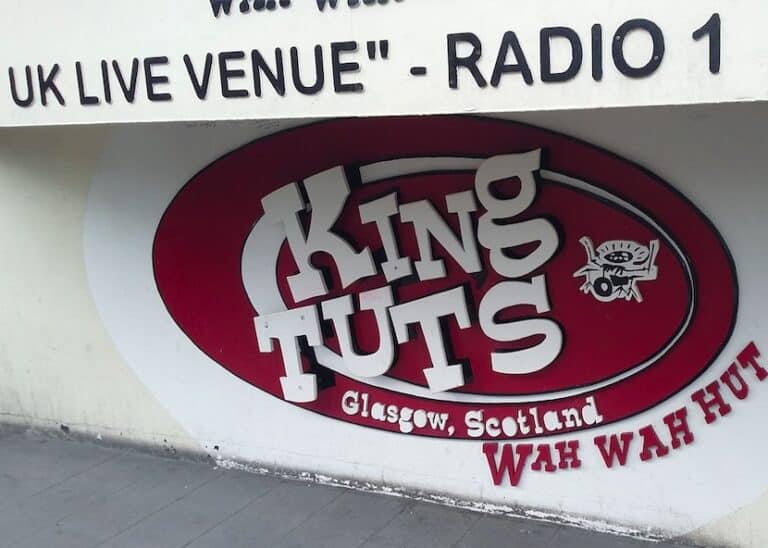 UK LIVE VENUE" - RADIO 1
KING
TUTS
Glasgow, Scotland
WAH WAH HUT